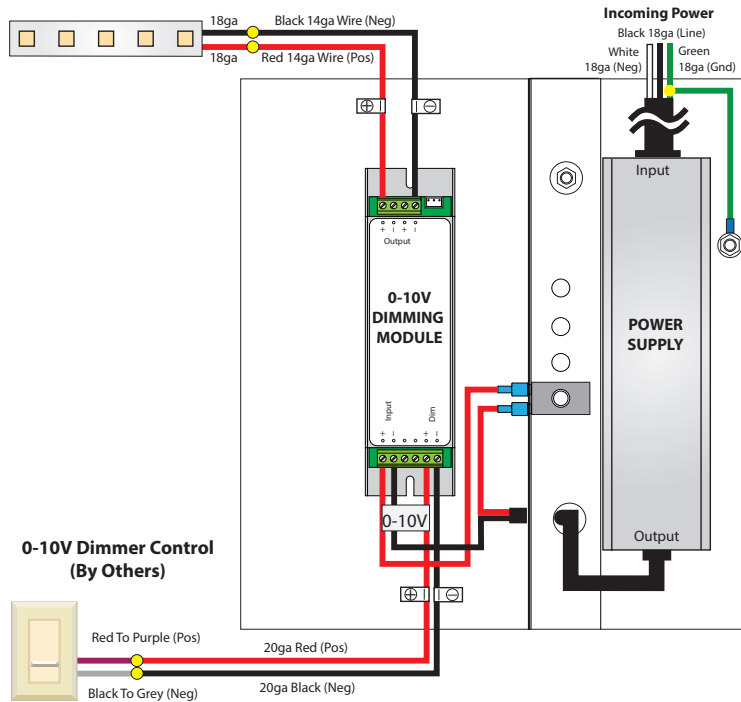 18ga
Black 14ga Wire (Neg)
18ga
Red 14ga Wire (Pos)
Incoming Power
Black 18ga (Line)
White
18ga (Neg)
Green
18ga (Gnd)
Input
+ – + –
Output
0-10V
DIMMING
MODULE
POWER
SUPPLY
Input
Dim
+ – + –
0-10V
Output
0-10V Dimmer Control
(By Others)
Red To Purple (Pos)
20ga Red (Pos)
Black To Grey (Neg)
20ga Black (Neg)